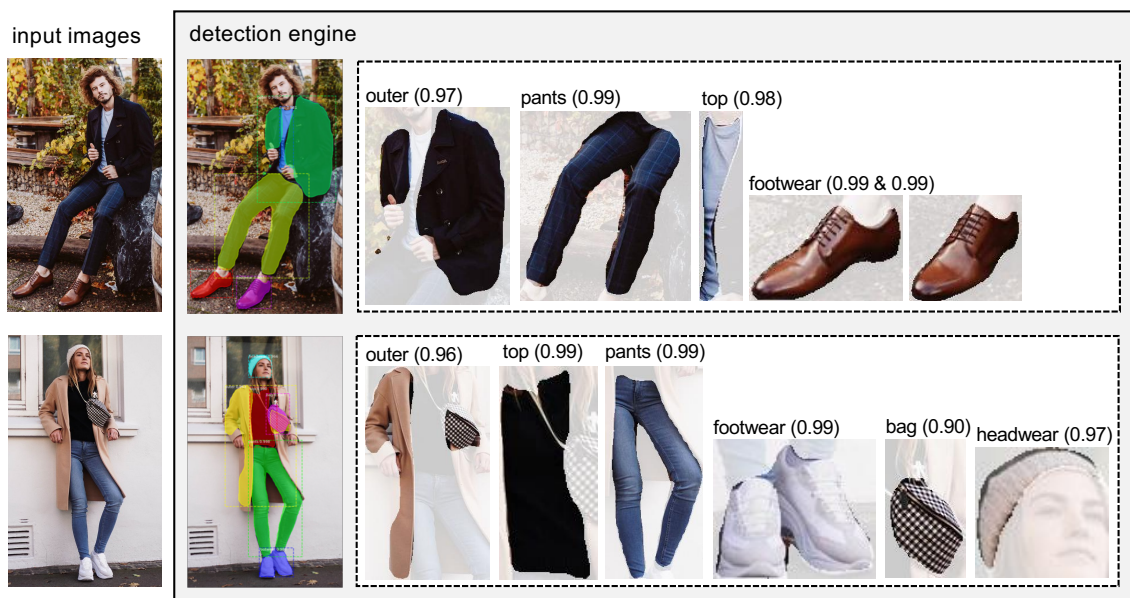 input images
detection engine
outer (0.97)
pants (0.99)
top (0.98)
footwear (0.99 & 0.99)
outer (0.96)
top (0.99)
pants (0.99)
footwear (0.99)
bag (0.90)
headwear (0.97)